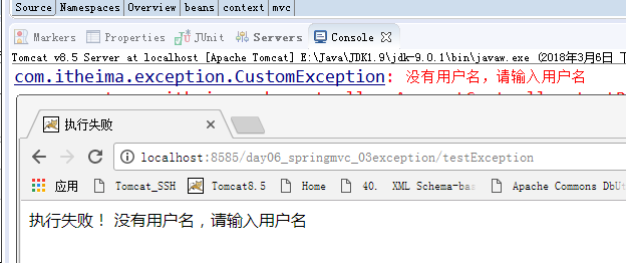 Source Namespaces Overview beans context mvc
Markers Properties JUnit Servers Console
Tomcat v8.5 Server at localhost [Apache Tomcat] E:\Java\JDK1.9\jdk-9.0.1\bin\javaw.exe (2018年3月6日 下
com.itheima.exception.CustomException: 没有用户名，请输入用户名
执行失败
localhost:8585/day06_springmvc_03exception/testException
应用 Tomcat_SSH Tomcat8.5 Home 40. XML Schema-bas Apache Commons DbUt
执行失败！ 没有用户名，请输入用户名